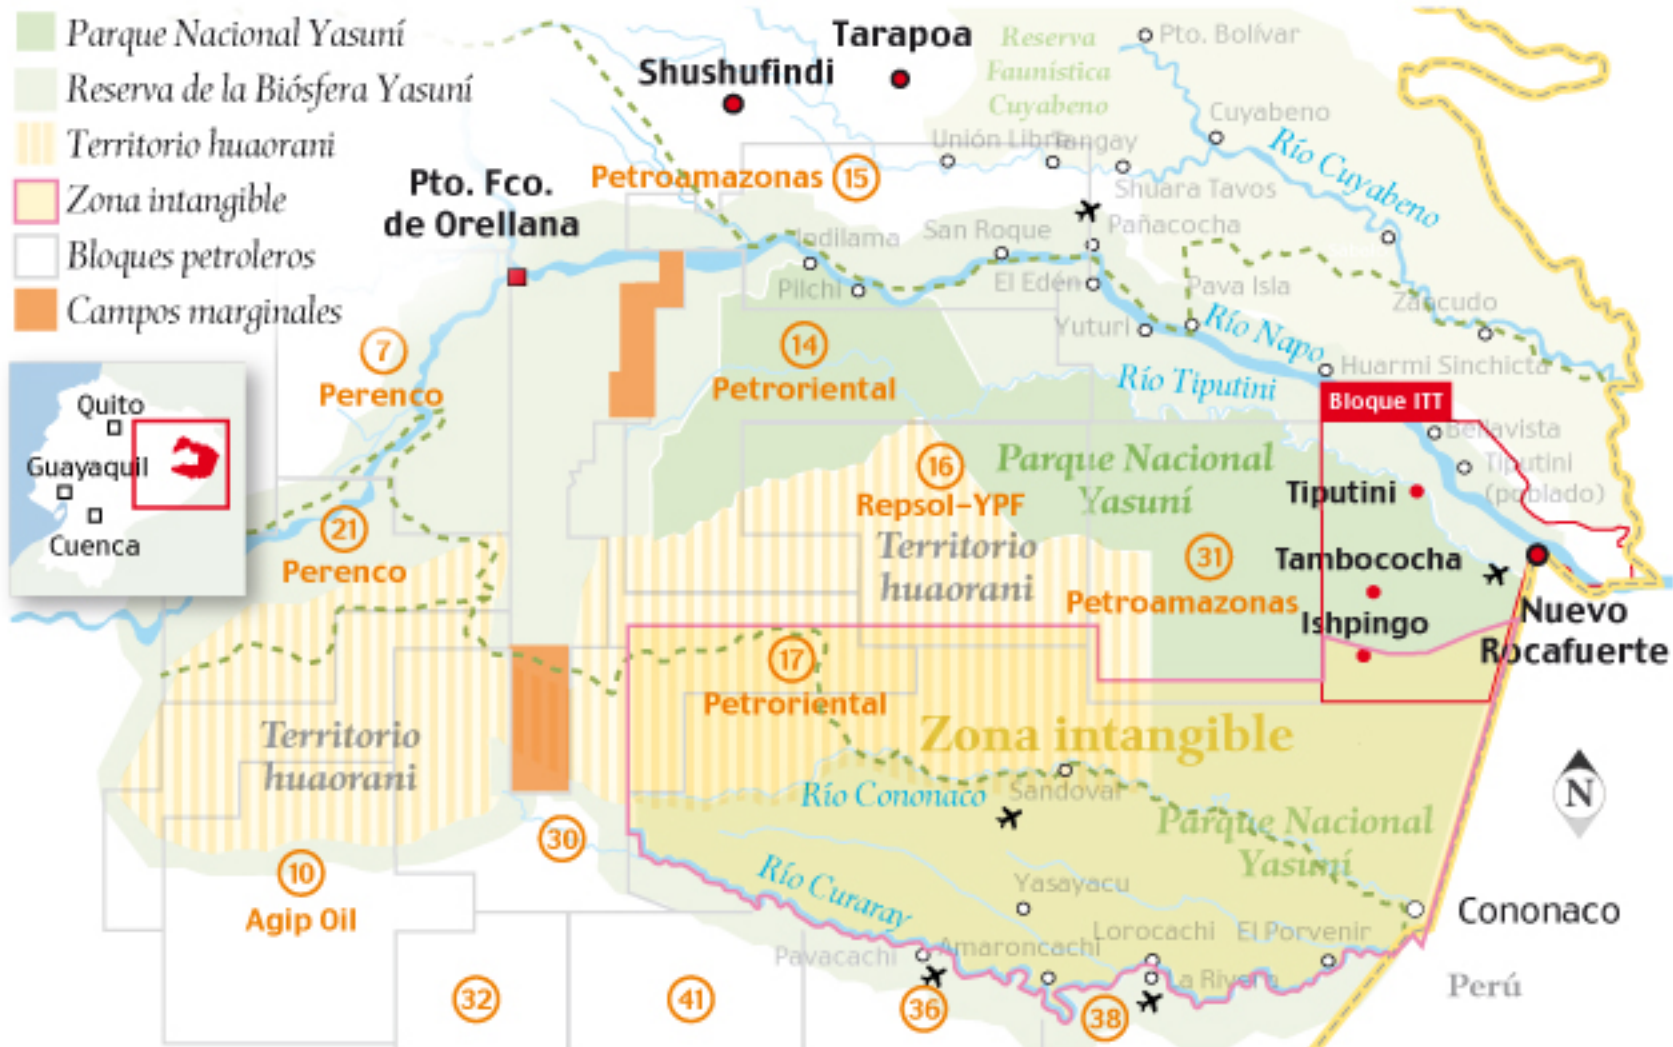 Parque Nacional Yasuní
Reserva de la Biósfera Yasuní
Territorio huaorani
Zona intangible
Bloques petroleros
Campos marginales
Quito
Guayaquil
Cuenca
Tarapoa
Shushufindi
Reserva
Faunística
Cuyabeno
Pto. Bolívar
Cuyabeno
Río Cuyabeno
Unión Libre
Tangay
Shuara Tavos
Petroamazonas 15
Pto. Fco.
de Orellana
Indilama
San Roque
Pañacocha
Pilchi
El Edén
Pava Isla
Zancudo
Yuturi
Río Napo
Huarmi Sinchicta
Río Tiputini
7
Perenco
14
Petroriental
Bloque ITT
Bellavista
Tiputini
(poblado)
16
Repsol-YPF
Parque Nacional
Yasuní
Tiputini
21
Perenco
Territorio
huaorani
31
Petroamazonas
Tambococha
Ishpingo
Nuevo
Rocafuerte
17
Petroriental
Zona intangible
Territorio
huaorani
Río Cononaco
Sandoval
Parque Nacional
Yasuní
N
30
10
Agip Oil
Río Curaray
Yasayacu
Cononaco
Pavacachi
Amaroncachi
Lorocachi
El Porvenir
La Rivera
Perú
32
41
36
38